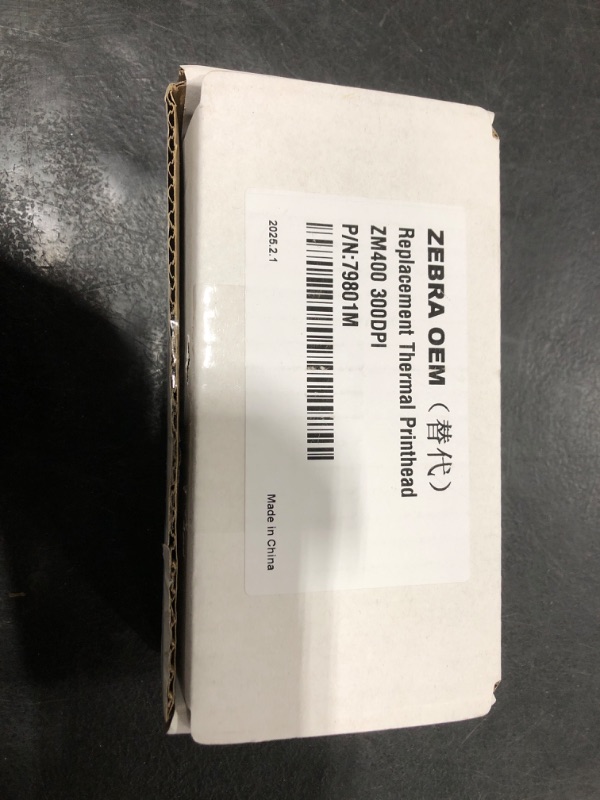 ZEBRA OEM（替代）
Replacement Thermal Printhead
ZM400 300DPI
P/N:79801M
2025.2.1
Made in China